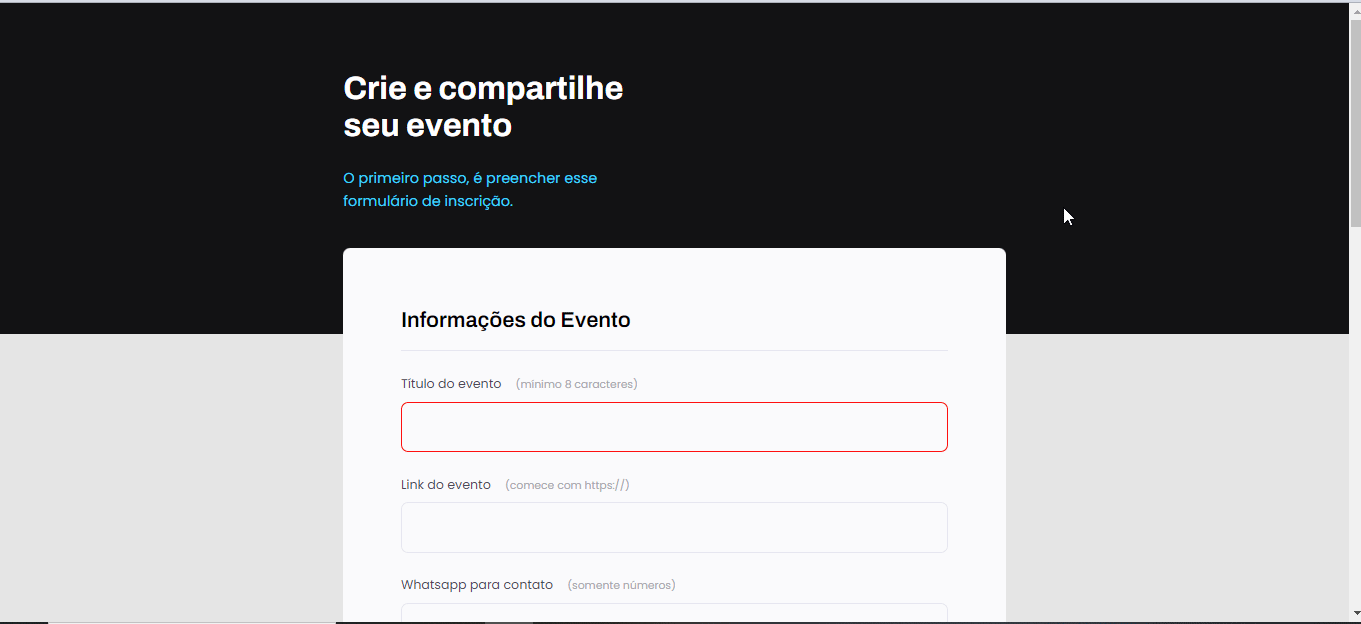 Crie e compartilhe
seu evento
O primeiro passo, é preencher esse
formulário de inscrição.
Informações do Evento
Título do evento (mínimo 8 caracteres)
Link do evento (comece com https://)
Whatsapp para contato (somente números)